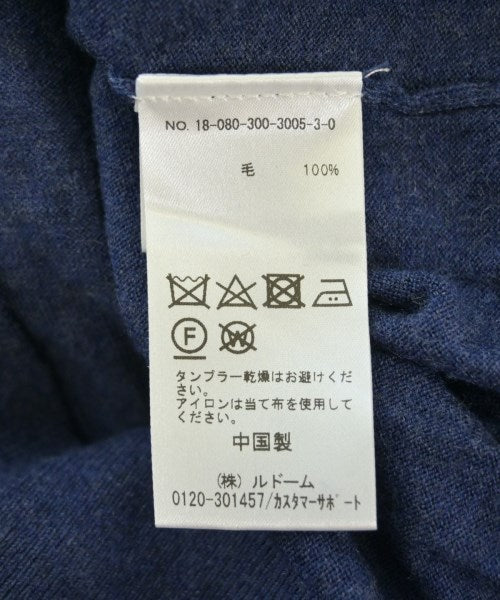 NO. 18-080-300-3005-3-0
毛 100%
F W
タンブラー乾燥はお避けくだ
さい。
アイロンは当て布を使用して
ください。
中国製
(株) ルドーム
0120-301457/カスタマーサポート